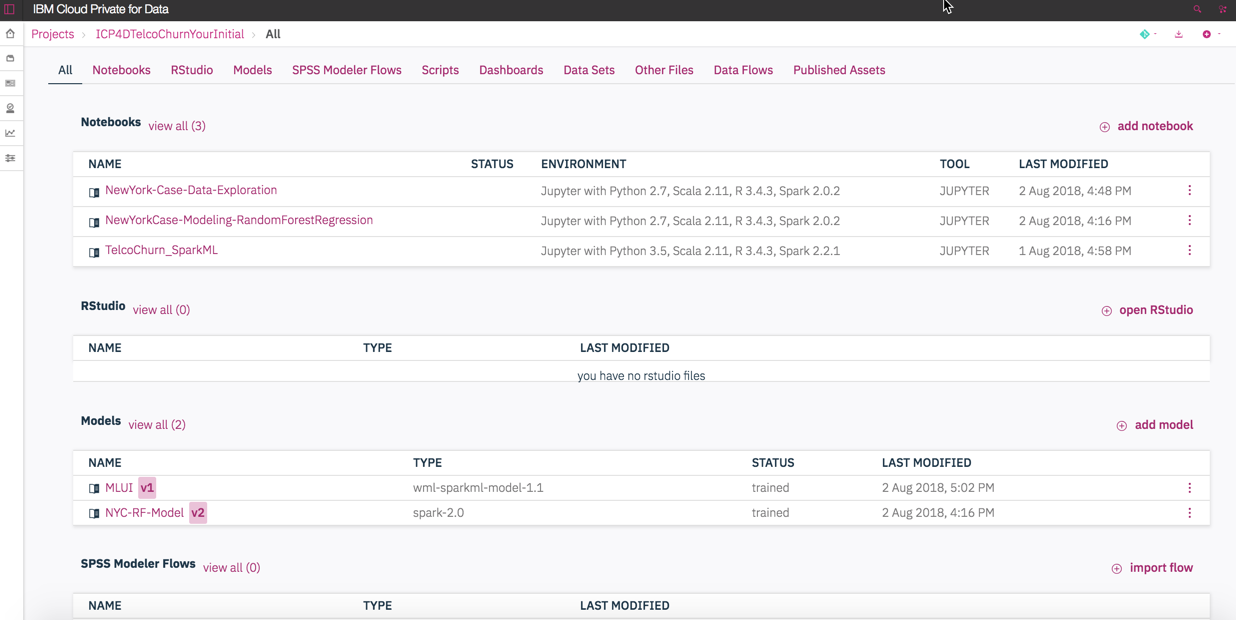 IBM Cloud Private for Data
Projects › ICP4DTelcoChurnYourInitial › All
All Notebooks RStudio Models SPSS Modeler Flows Scripts Dashboards Data Sets Other Files Data Flows Published Assets
Notebooks view all (3) add notebook
NAME STATUS ENVIRONMENT TOOL LAST MODIFIED
NewYork-Case-Data-Exploration Jupyter with Python 2.7, Scala 2.11, R 3.4.3, Spark 2.0.2 JUPYTER 2 Aug 2018, 4:48 PM
NewYorkCase-Modeling-RandomForestRegression Jupyter with Python 2.7, Scala 2.11, R 3.4.3, Spark 2.0.2 JUPYTER 2 Aug 2018, 4:16 PM
TelcoChurn_SparkML Jupyter with Python 3.5, Scala 2.11, R 3.4.3, Spark 2.2.1 JUPYTER 1 Aug 2018, 4:58 PM
RStudio view all (0) open RStudio
NAME TYPE LAST MODIFIED
you have no rstudio files
Models view all (2) add model
NAME TYPE STATUS LAST MODIFIED
MLUI v1 wml-sparkml-model-1.1 trained 2 Aug 2018, 5:02 PM
NYC-RF-Model v2 spark-2.0 trained 2 Aug 2018, 4:16 PM
SPSS Modeler Flows view all (0) import flow
NAME TYPE LAST MODIFIED